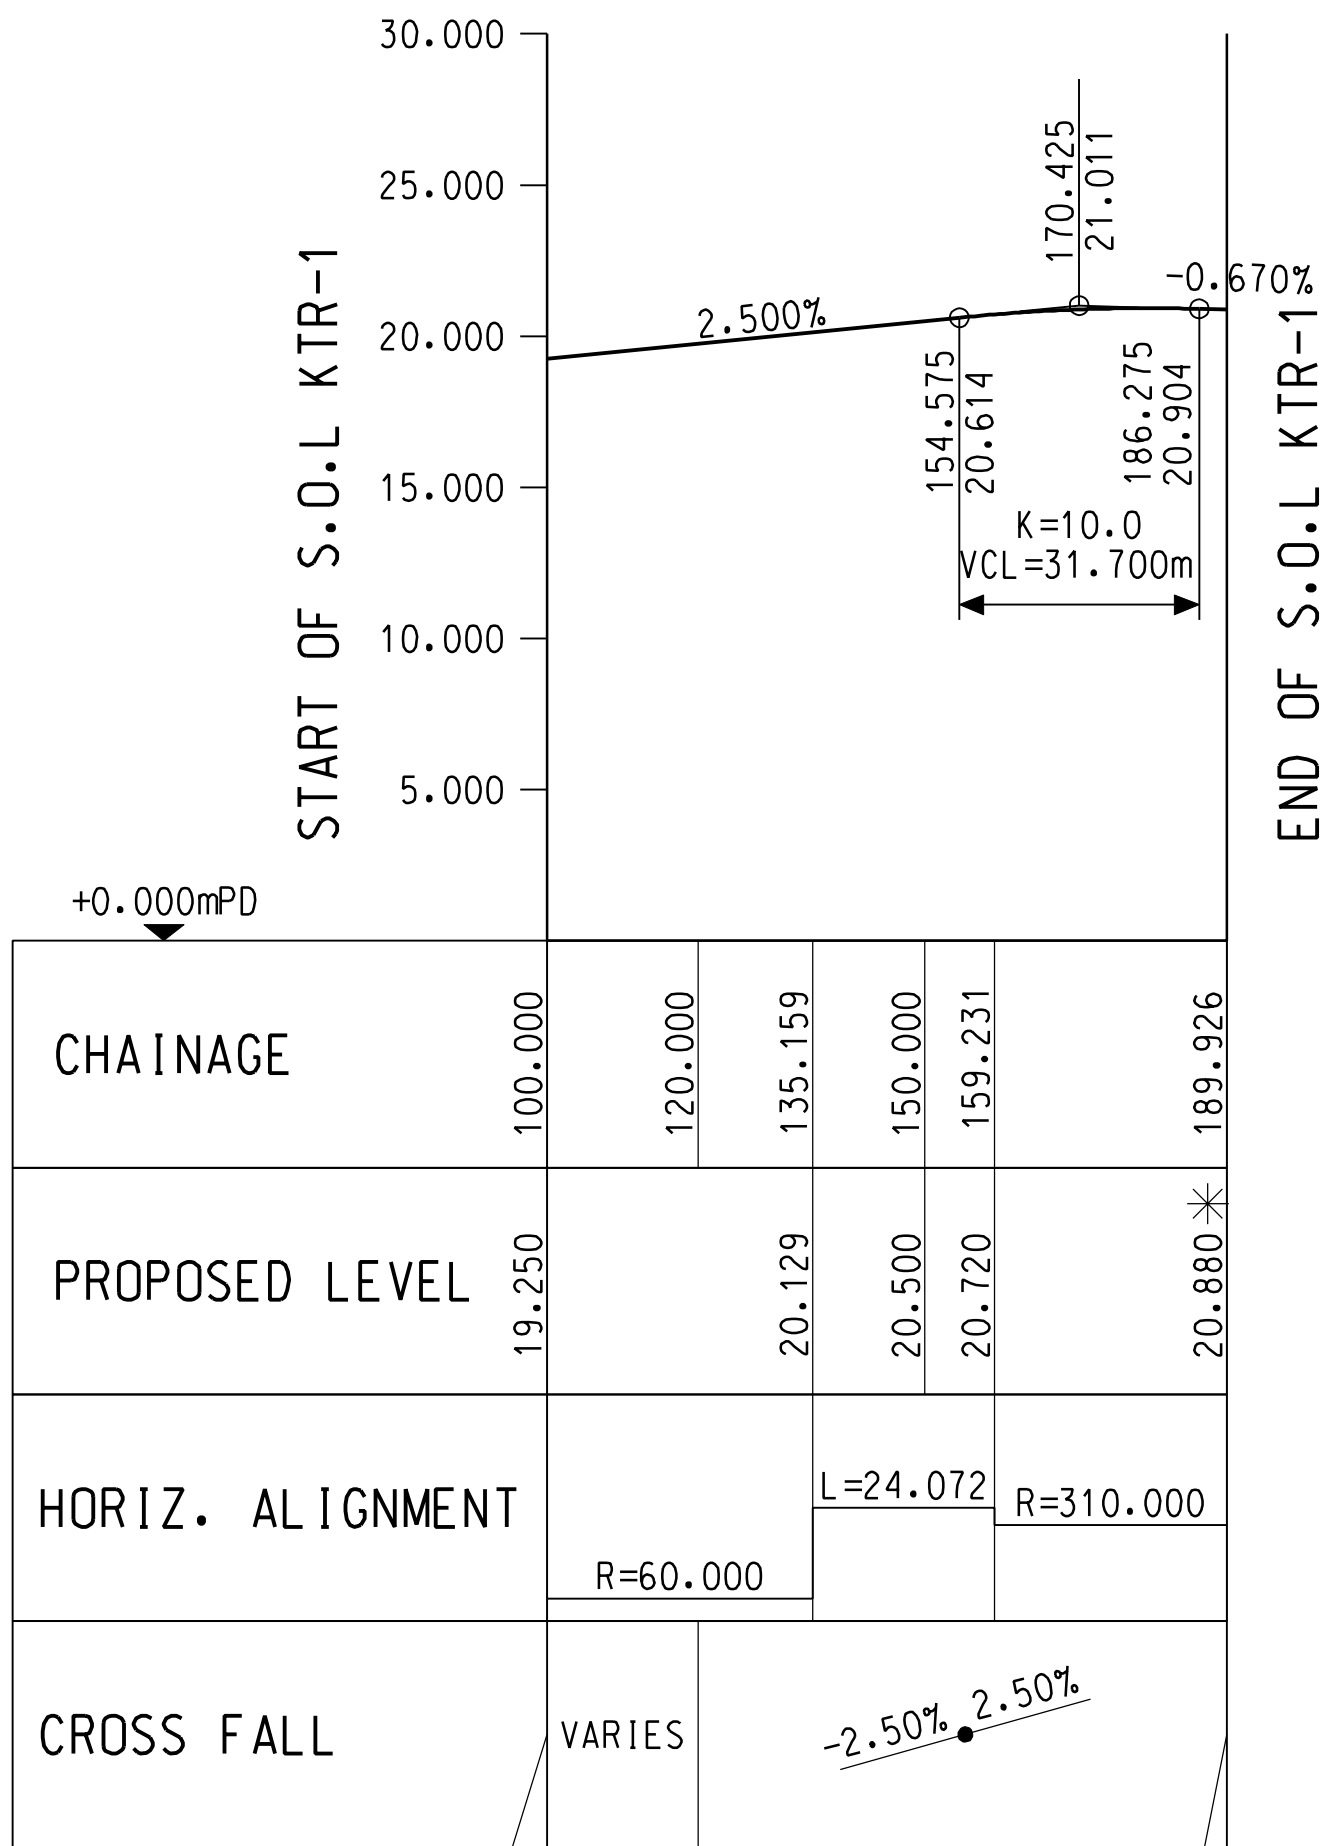 30.000
25.000
20.000
15.000
10.000
5.000
START OF S.O.L KTR-1
2.500%
170.425
21.011
-0.670%
154.575
20.614
186.275
20.904
K=10.0
VCL=31.700m
END OF S.O.L KTR-1
+0.000mPD
CHAINAGE
100.000
120.000
135.159
150.000
159.231
189.926
PROPOSED LEVEL
19.250
20.129
20.500
20.720
20.880 *
HORIZ. ALIGNMENT
R=60.000
L=24.072
R=310.000
CROSS FALL
VARIES
-2.50%
2.50%